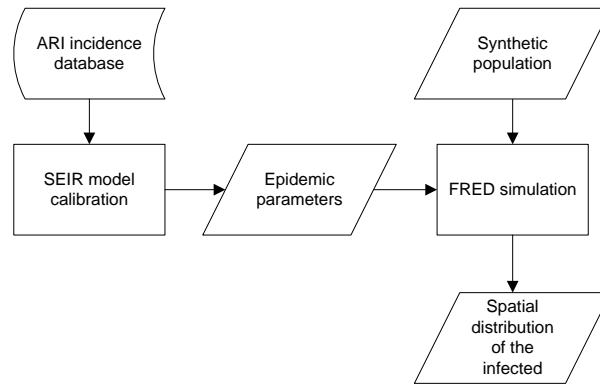 ARI incidence
database
Synthetic
population
SEIR model
calibration
Epidemic
parameters
FRED simulation
Spatial
distribution
of the
infected